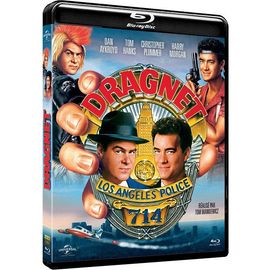 Blu-ray Disc
DAN
AYKROYD
TOM
HANKS
CHRISTOPHER
PLUMMER
HARRY
MORGAN
DRAGNET
LOS ANGELES POLICE
714
RÉALISÉ PAR
TOM MANKIEWICZ
UNIVERSAL
DRAGNET